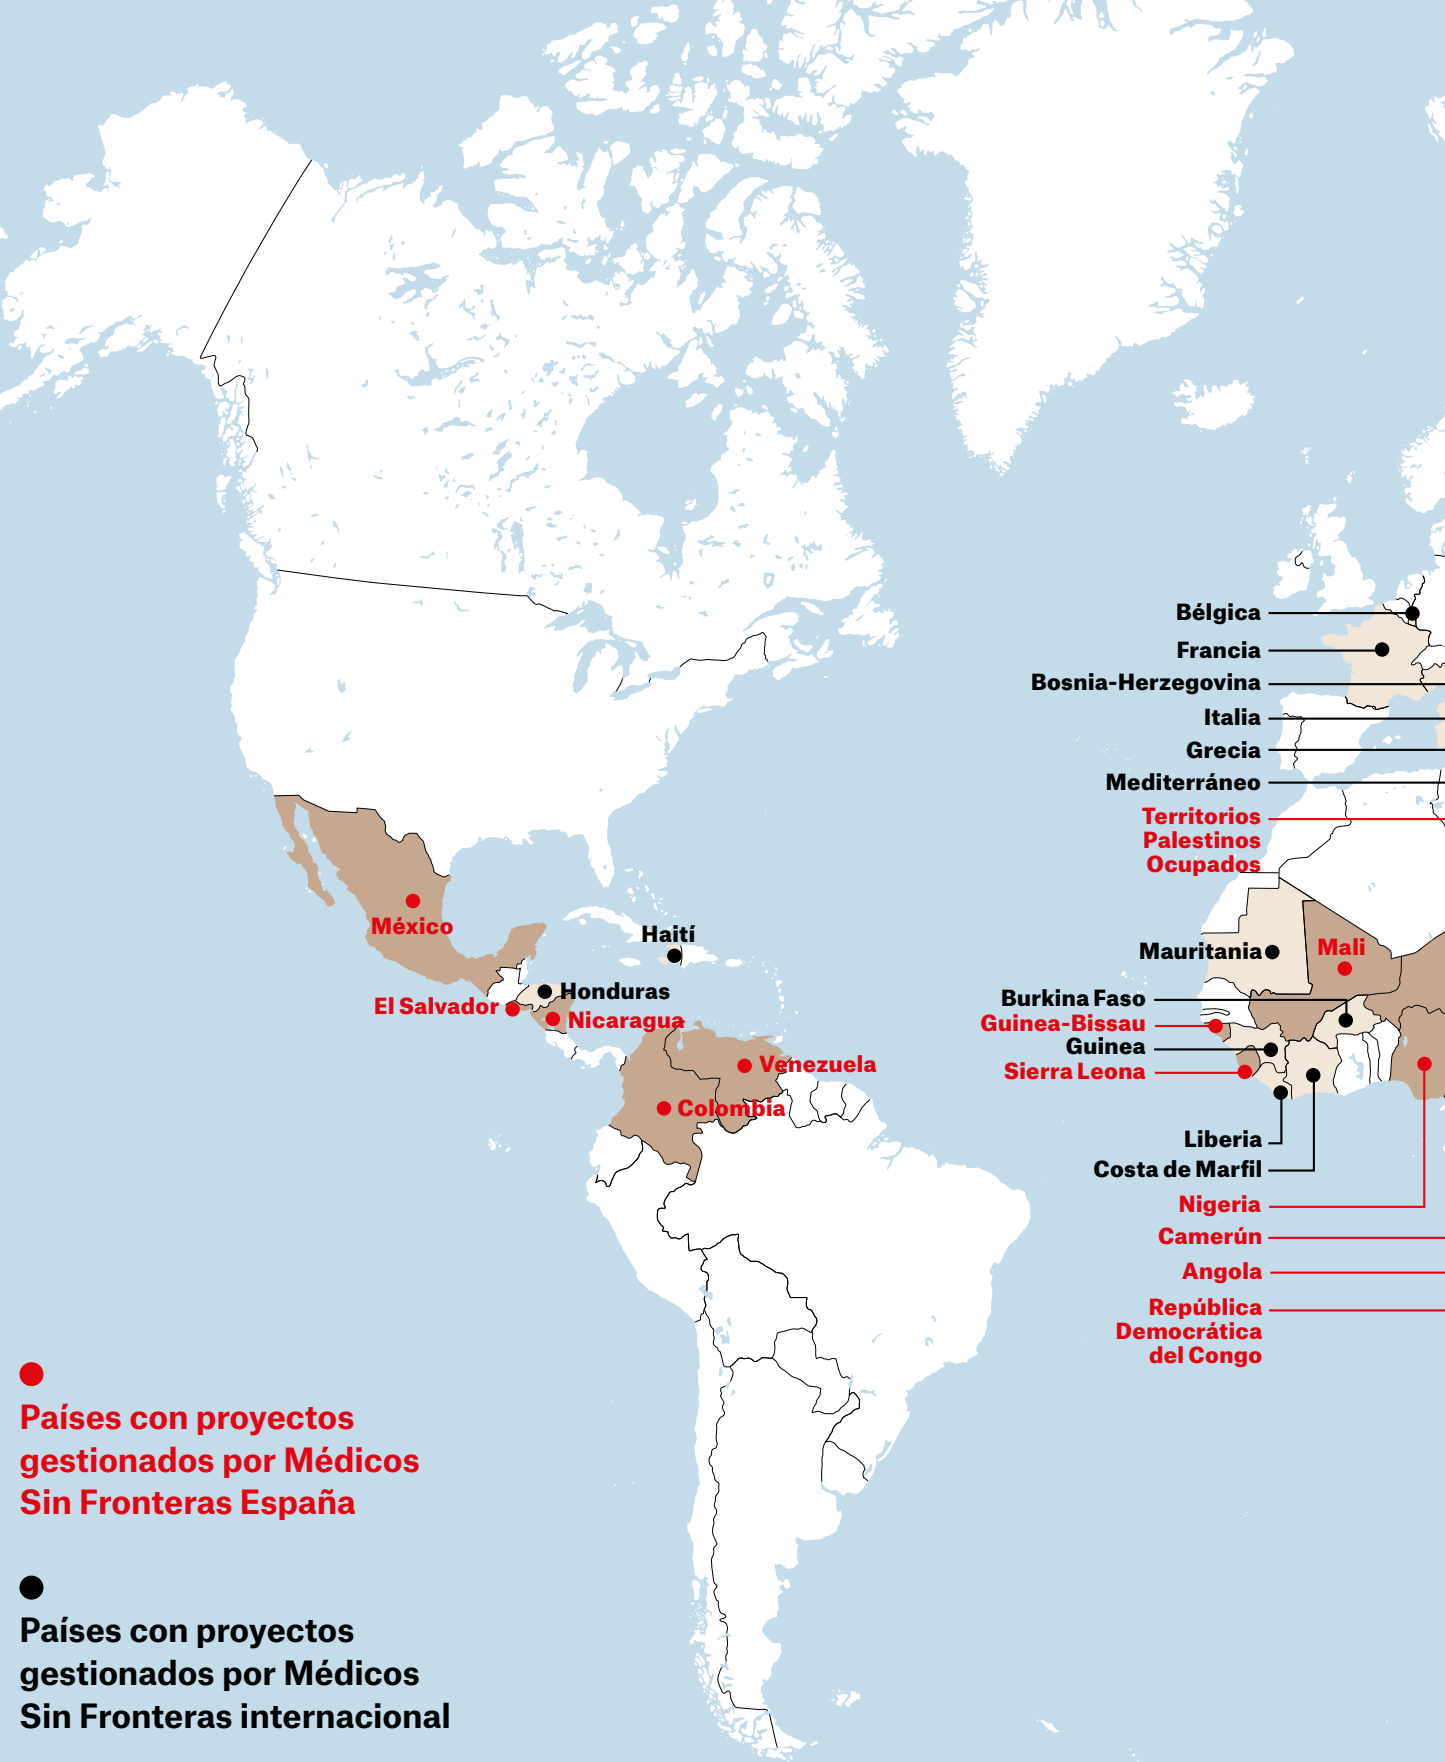 Bélgica
Francia
Bosnia-Herzegovina
Italia
Grecia
Mediterráneo
Territorios
Palestinos
Ocupados
México
Haití
Honduras
El Salvador
Nicaragua
Venezuela
Colombia
Mauritania
Mali
Burkina Faso
Guinea-Bissau
Guinea
Sierra Leona
Liberia
Costa de Marfil
Nigeria
Camerún
Angola
República
Democrática
del Congo
Países con proyectos
gestionados por Médicos
Sin Fronteras España
Países con proyectos
gestionados por Médicos
Sin Fronteras internacional